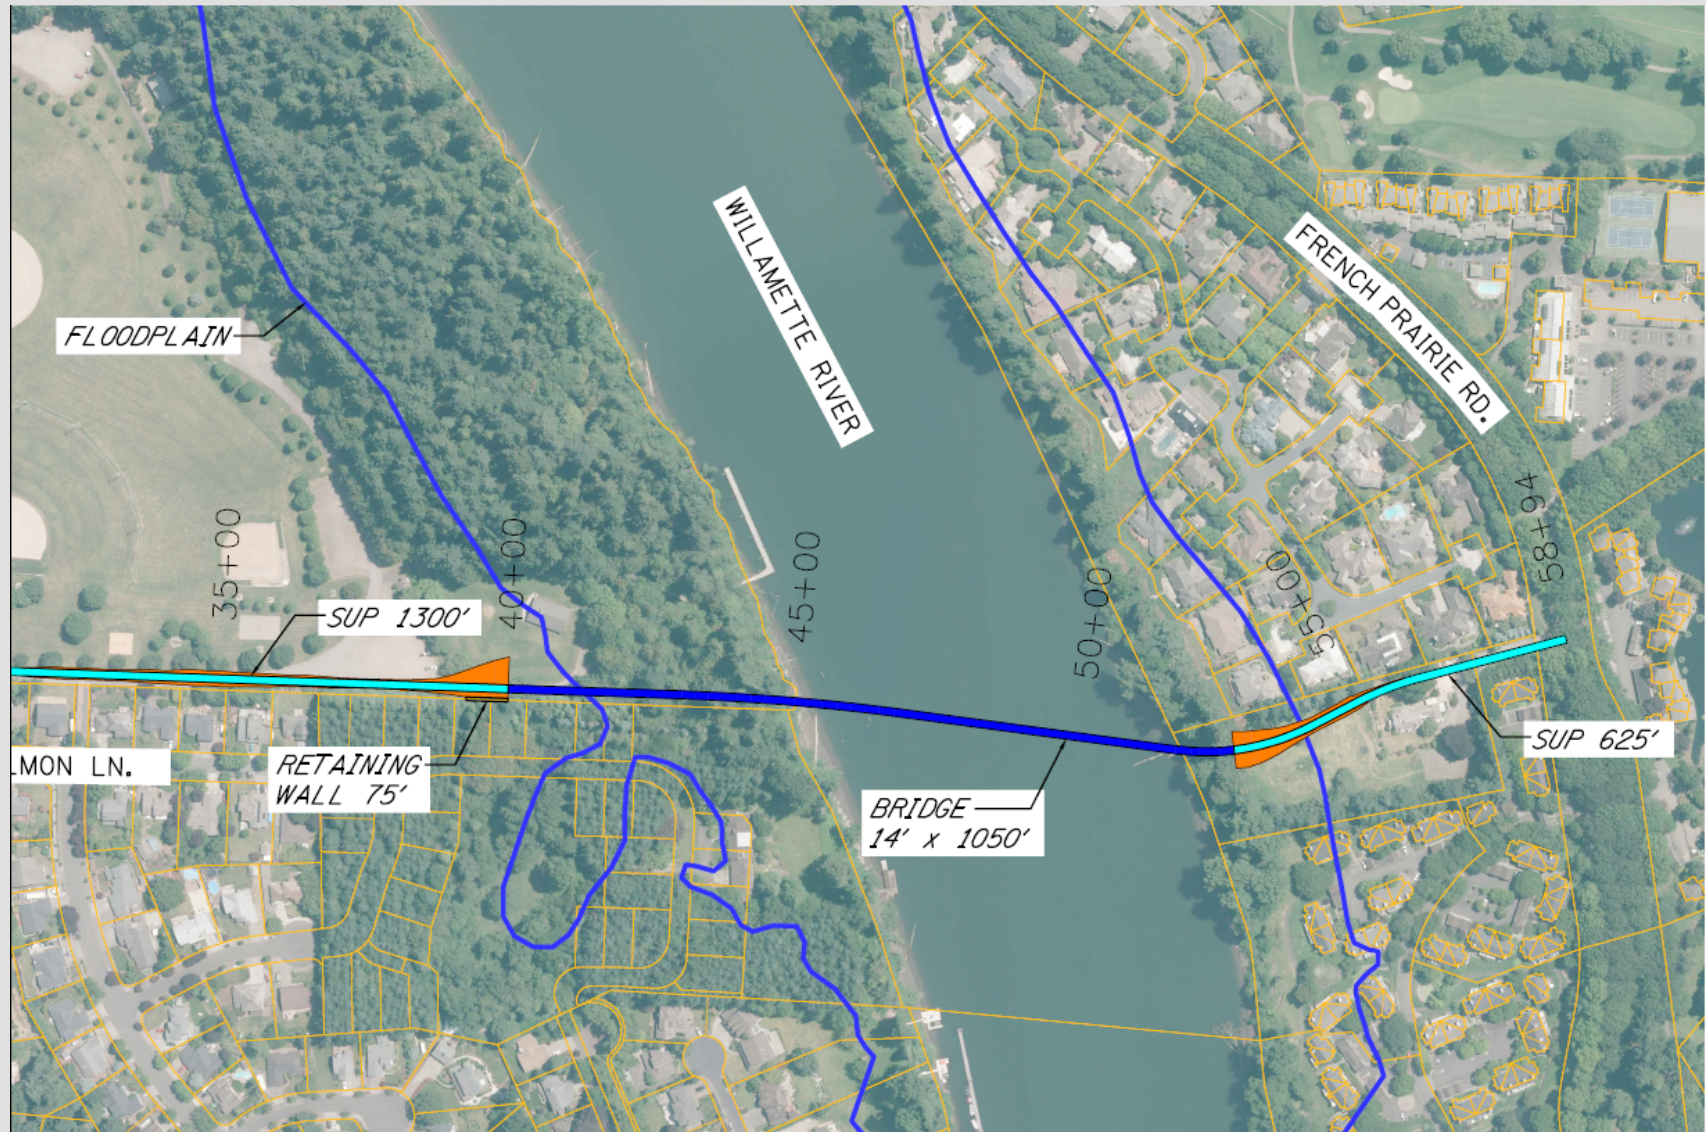 WILLAMETTE RIVER
FRENCH PRAIRIE RD.
FLOODPLAIN
35+00
40+00
45+00
50+00
55+00
58+94
SUP 1300'
RETAINING
WALL 75'
LMON LN.
BRIDGE
14' x 1050'
SUP 625'